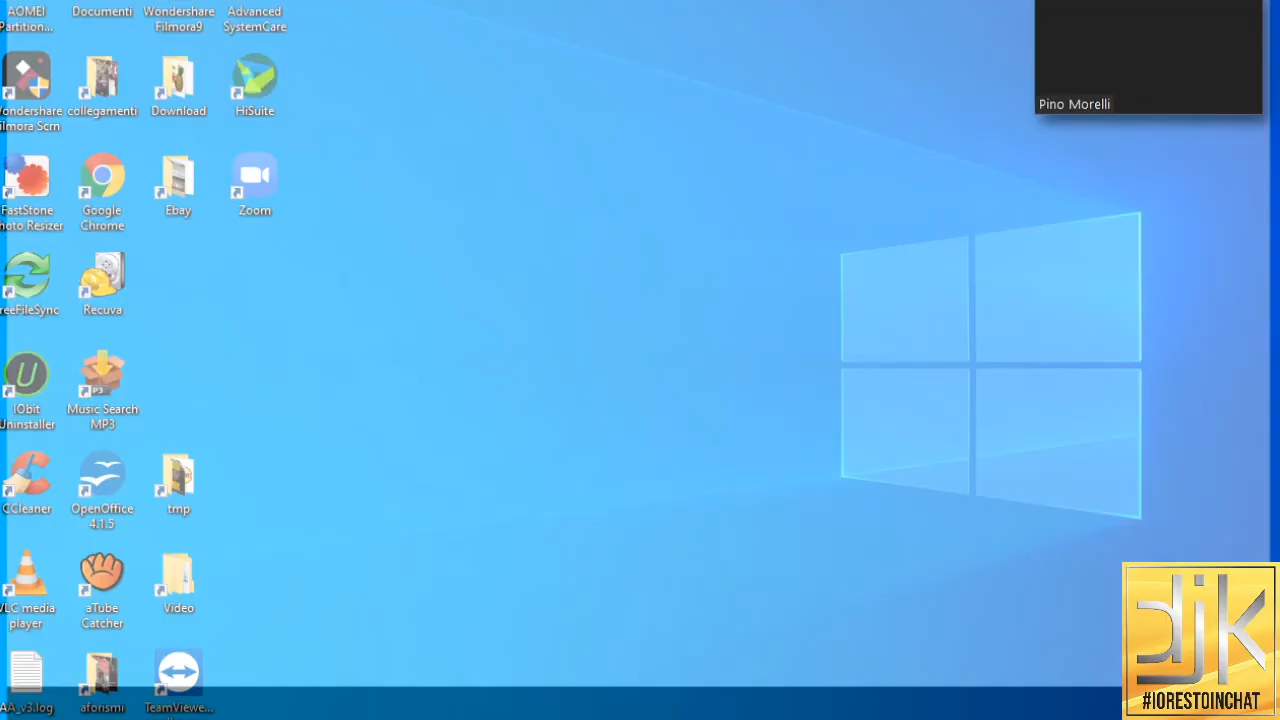 AOMEI
Partition...
Documenti
Wondershare
Filmora9
Advanced
SystemCare
Wondershare
Filmora Scrn
collegamenti
Download
HiSuite
FastStone
Photo Resizer
Google
Chrome
Ebay
Zoom
FreeFileSync
Recuva
IObit
Uninstaller
P3
Music Search
MP3
CCleaner
OpenOffice
4.1.5
tmp
VLC media
player
aTube
Catcher
Video
AA_v3.log
aforismi
TeamViewe...
Pino Morelli
djk
#IORESTOINCHAT